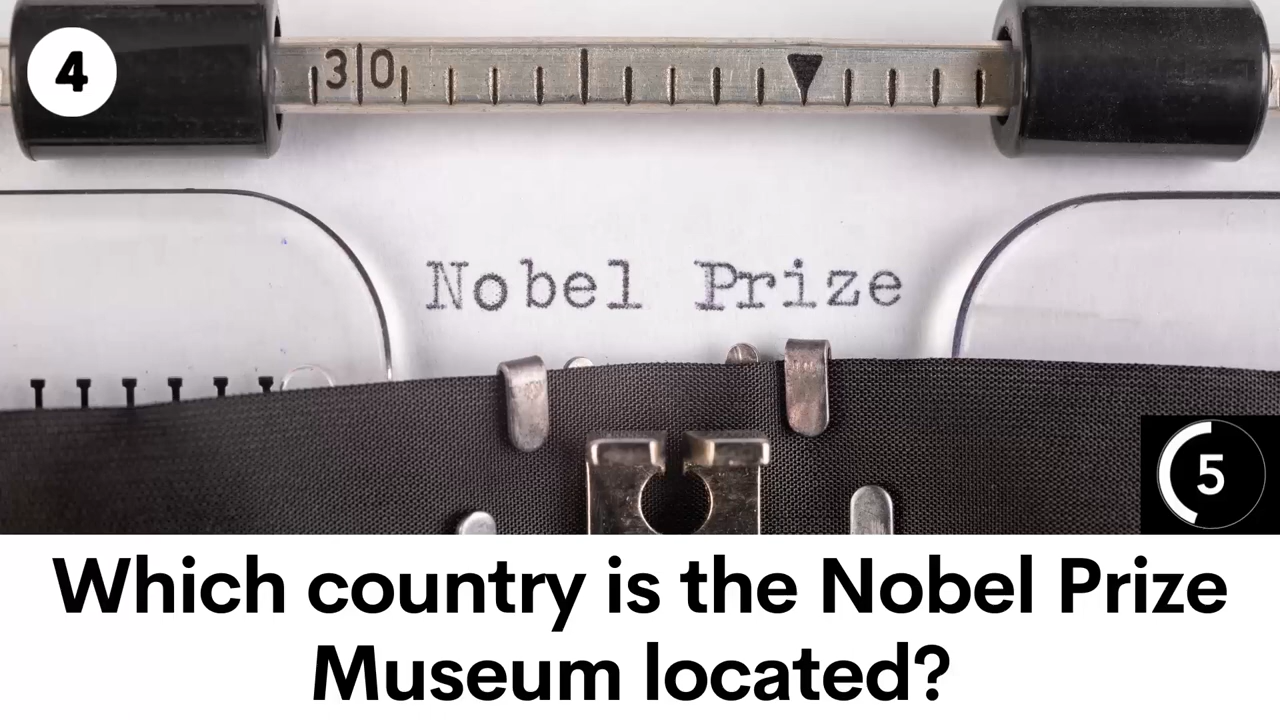 4
30
Nobel Prize
5
Which country is the Nobel Prize
Museum located?